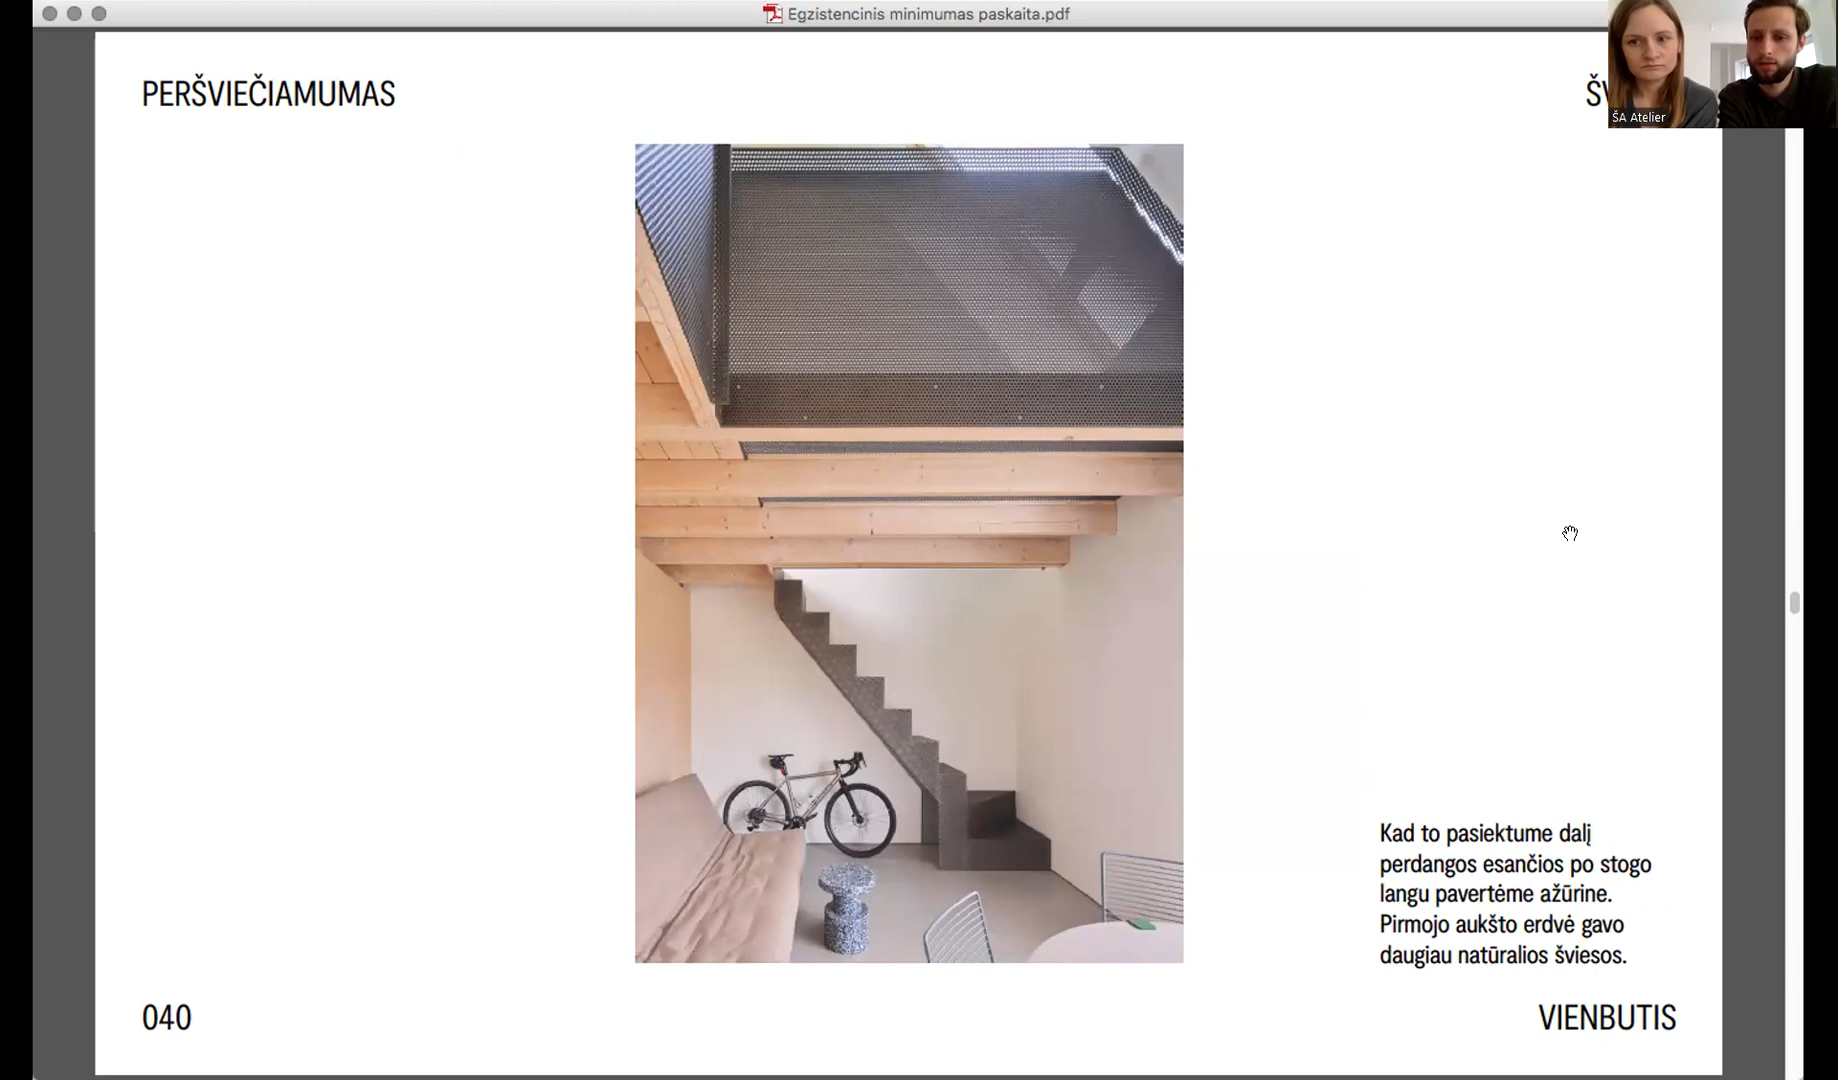 Egzistencinis minimumas paskaita.pdf
PERŠVIEČIAMUMAS
ŠA Atelier
Kad to pasiektume dalį
perdangos esančios po stogo
langu pavertėme ažūrine.
Pirmojo aukšto erdvė gavo
daugiau natūralios šviesos.
040
VIENBUTIS